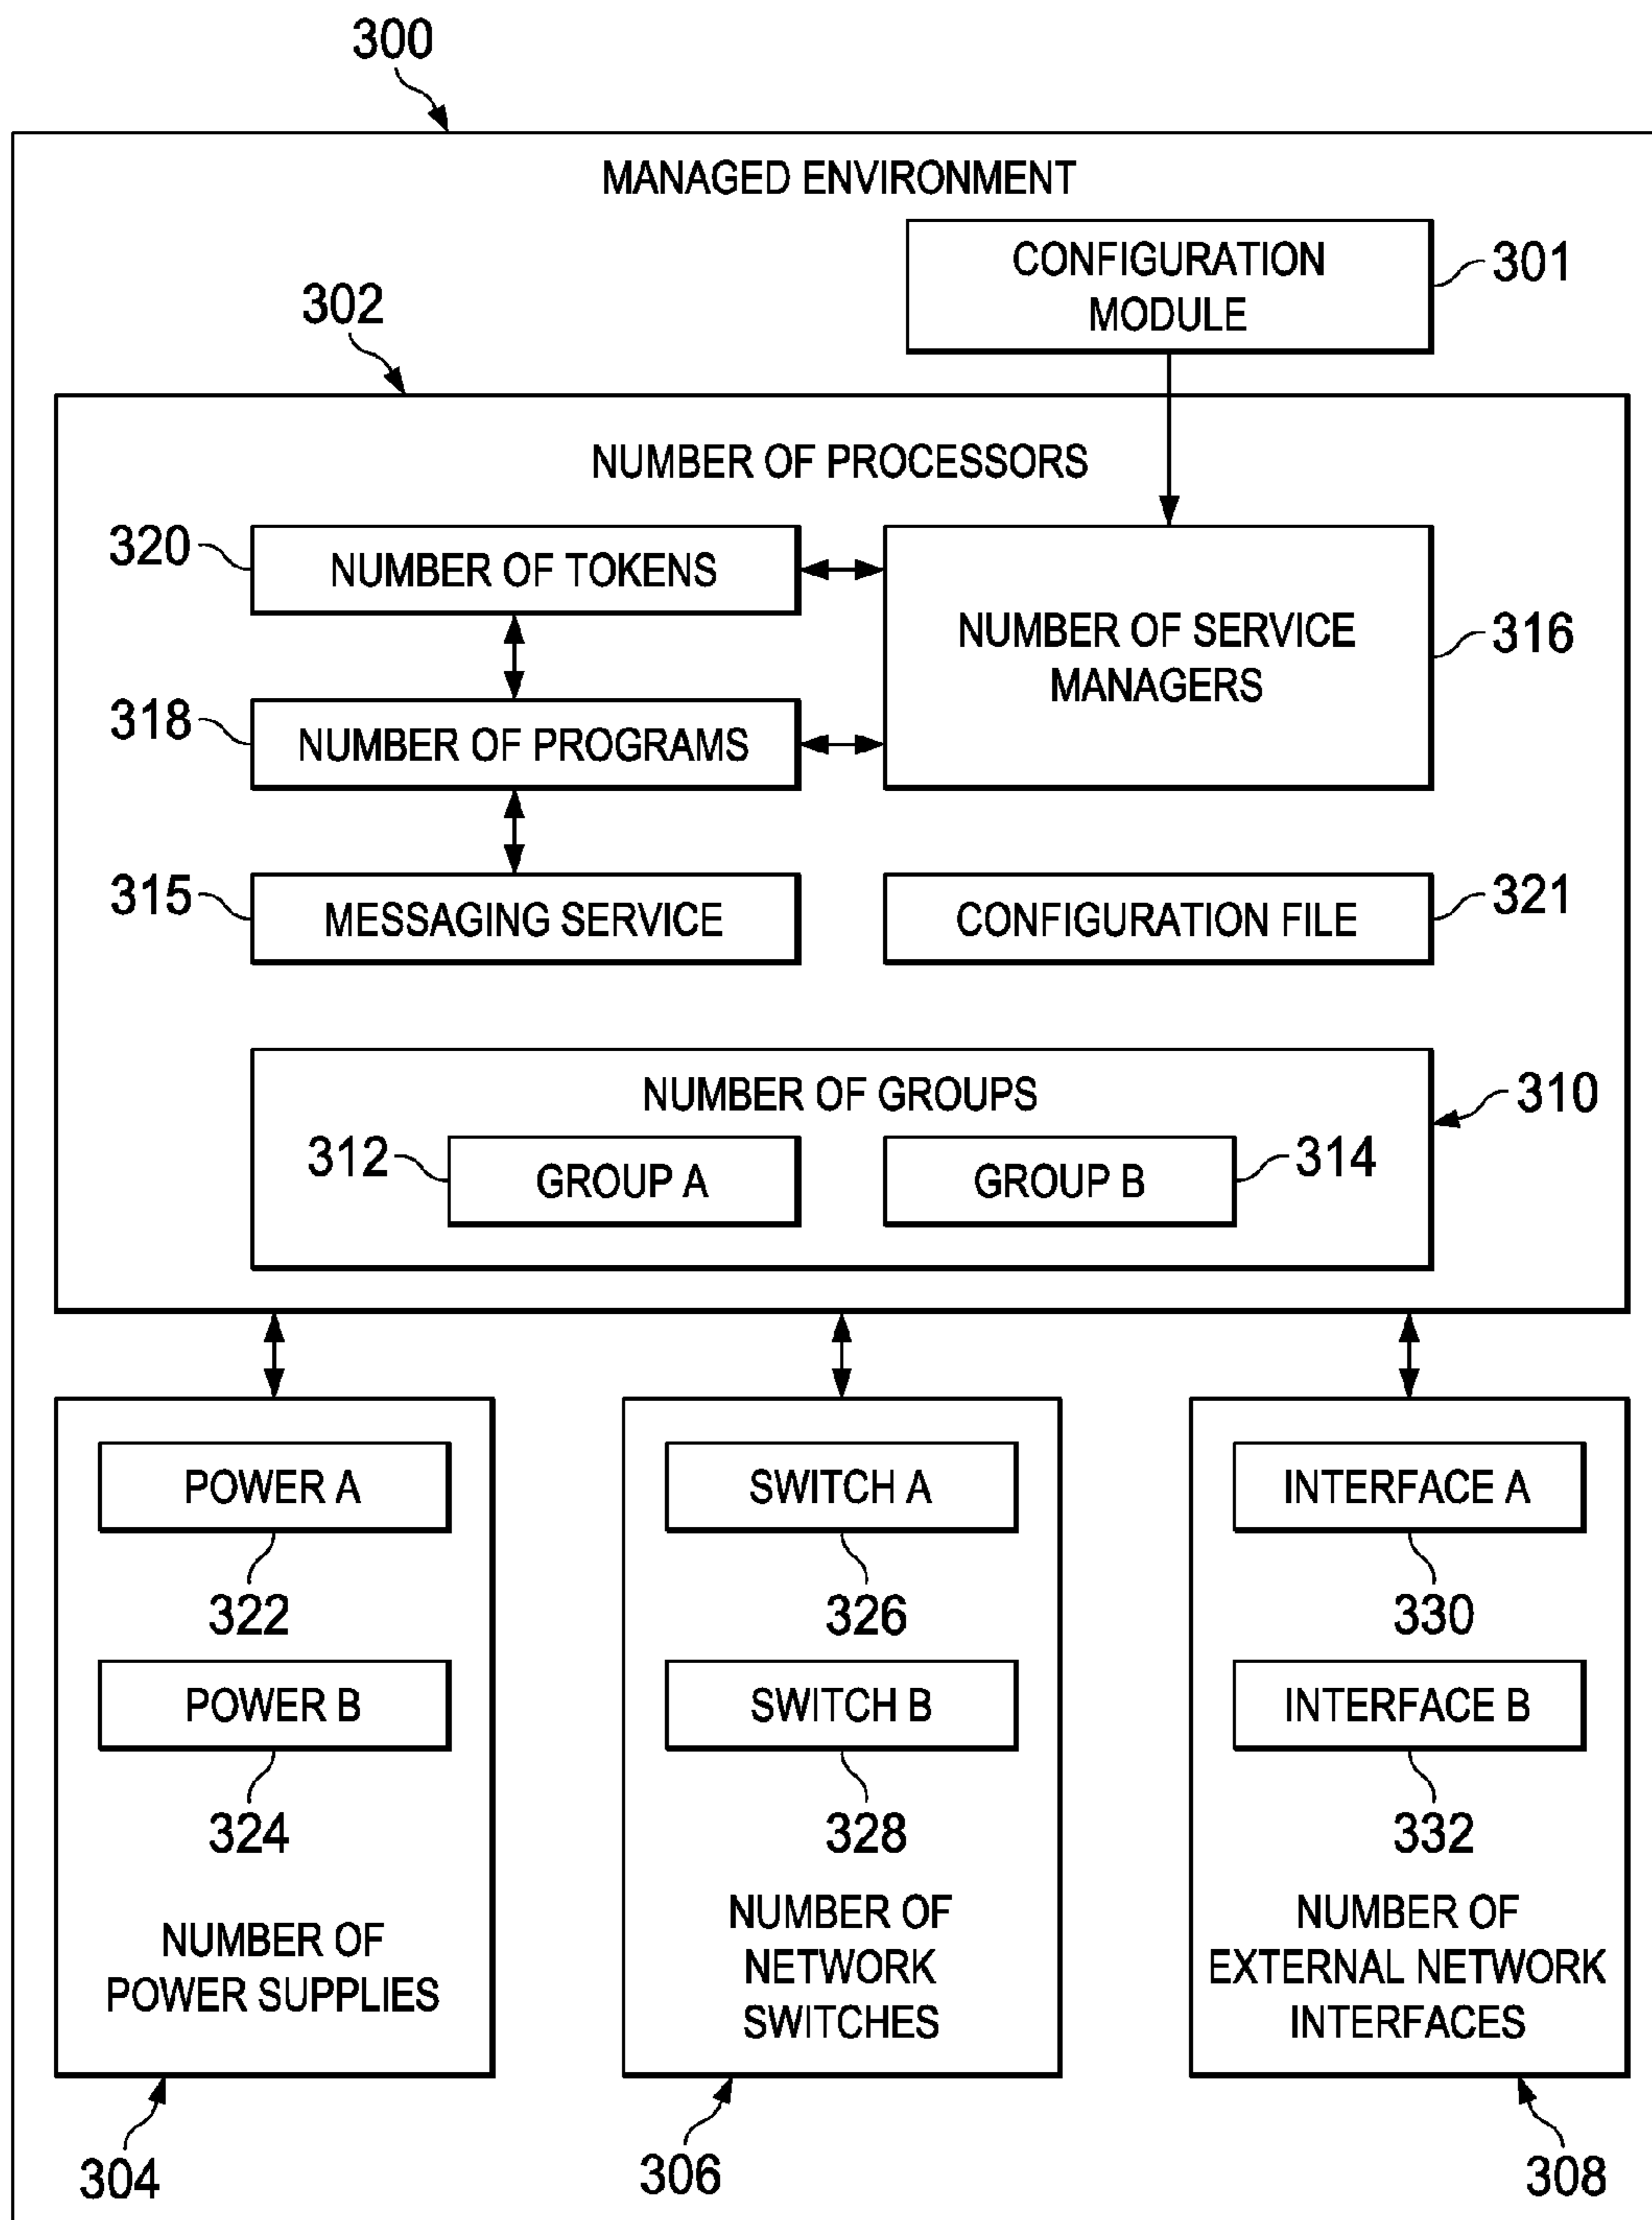 300
MANAGED ENVIRONMENT
CONFIGURATION
MODULE
301
302
NUMBER OF PROCESSORS
320
NUMBER OF TOKENS
NUMBER OF SERVICE
MANAGERS
316
318
NUMBER OF PROGRAMS
315
MESSAGING SERVICE
CONFIGURATION FILE
321
NUMBER OF GROUPS
310
312
GROUP A
GROUP B
314
POWER A
322
POWER B
324
NUMBER OF
POWER SUPPLIES
304
SWITCH A
326
SWITCH B
328
NUMBER OF
NETWORK
SWITCHES
306
INTERFACE A
330
INTERFACE B
332
NUMBER OF
EXTERNAL NETWORK
INTERFACES
308